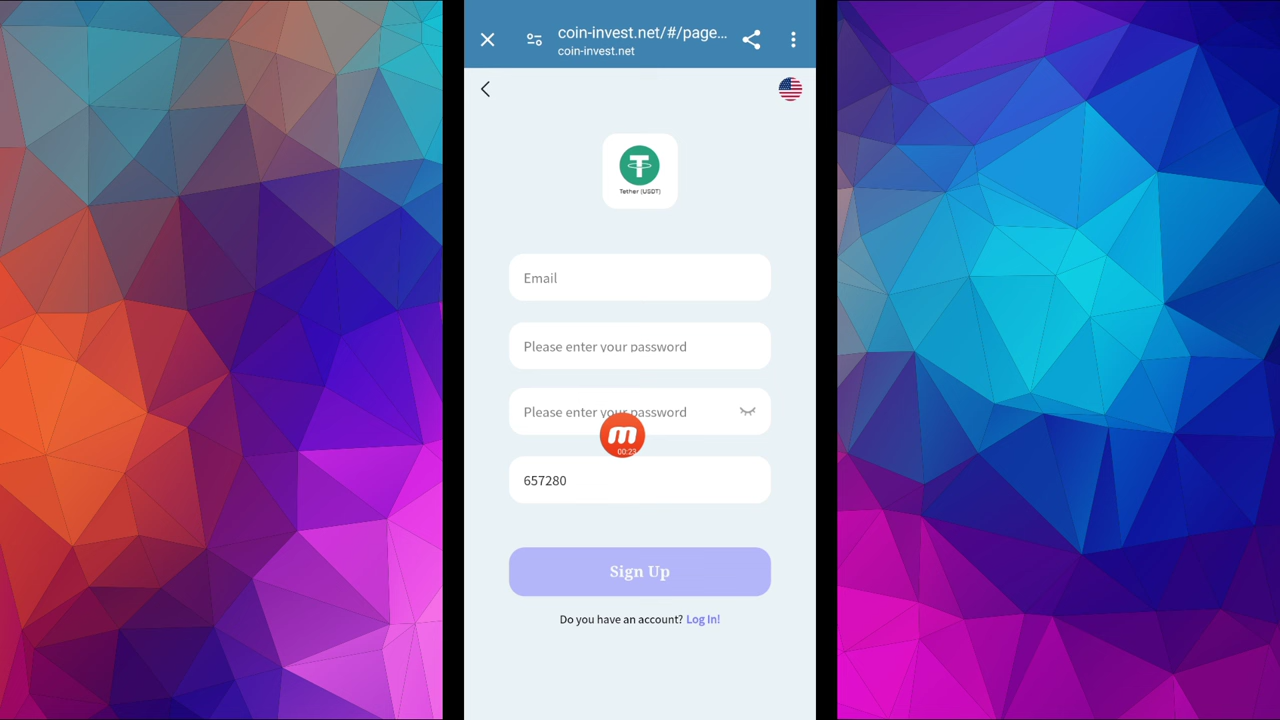 coin-invest.net/#/page...
coin-invest.net
Tether (USDT)
Email
Please enter your password
Please enter your password
00:23
657280
Sign Up
Do you have an account? Log In!